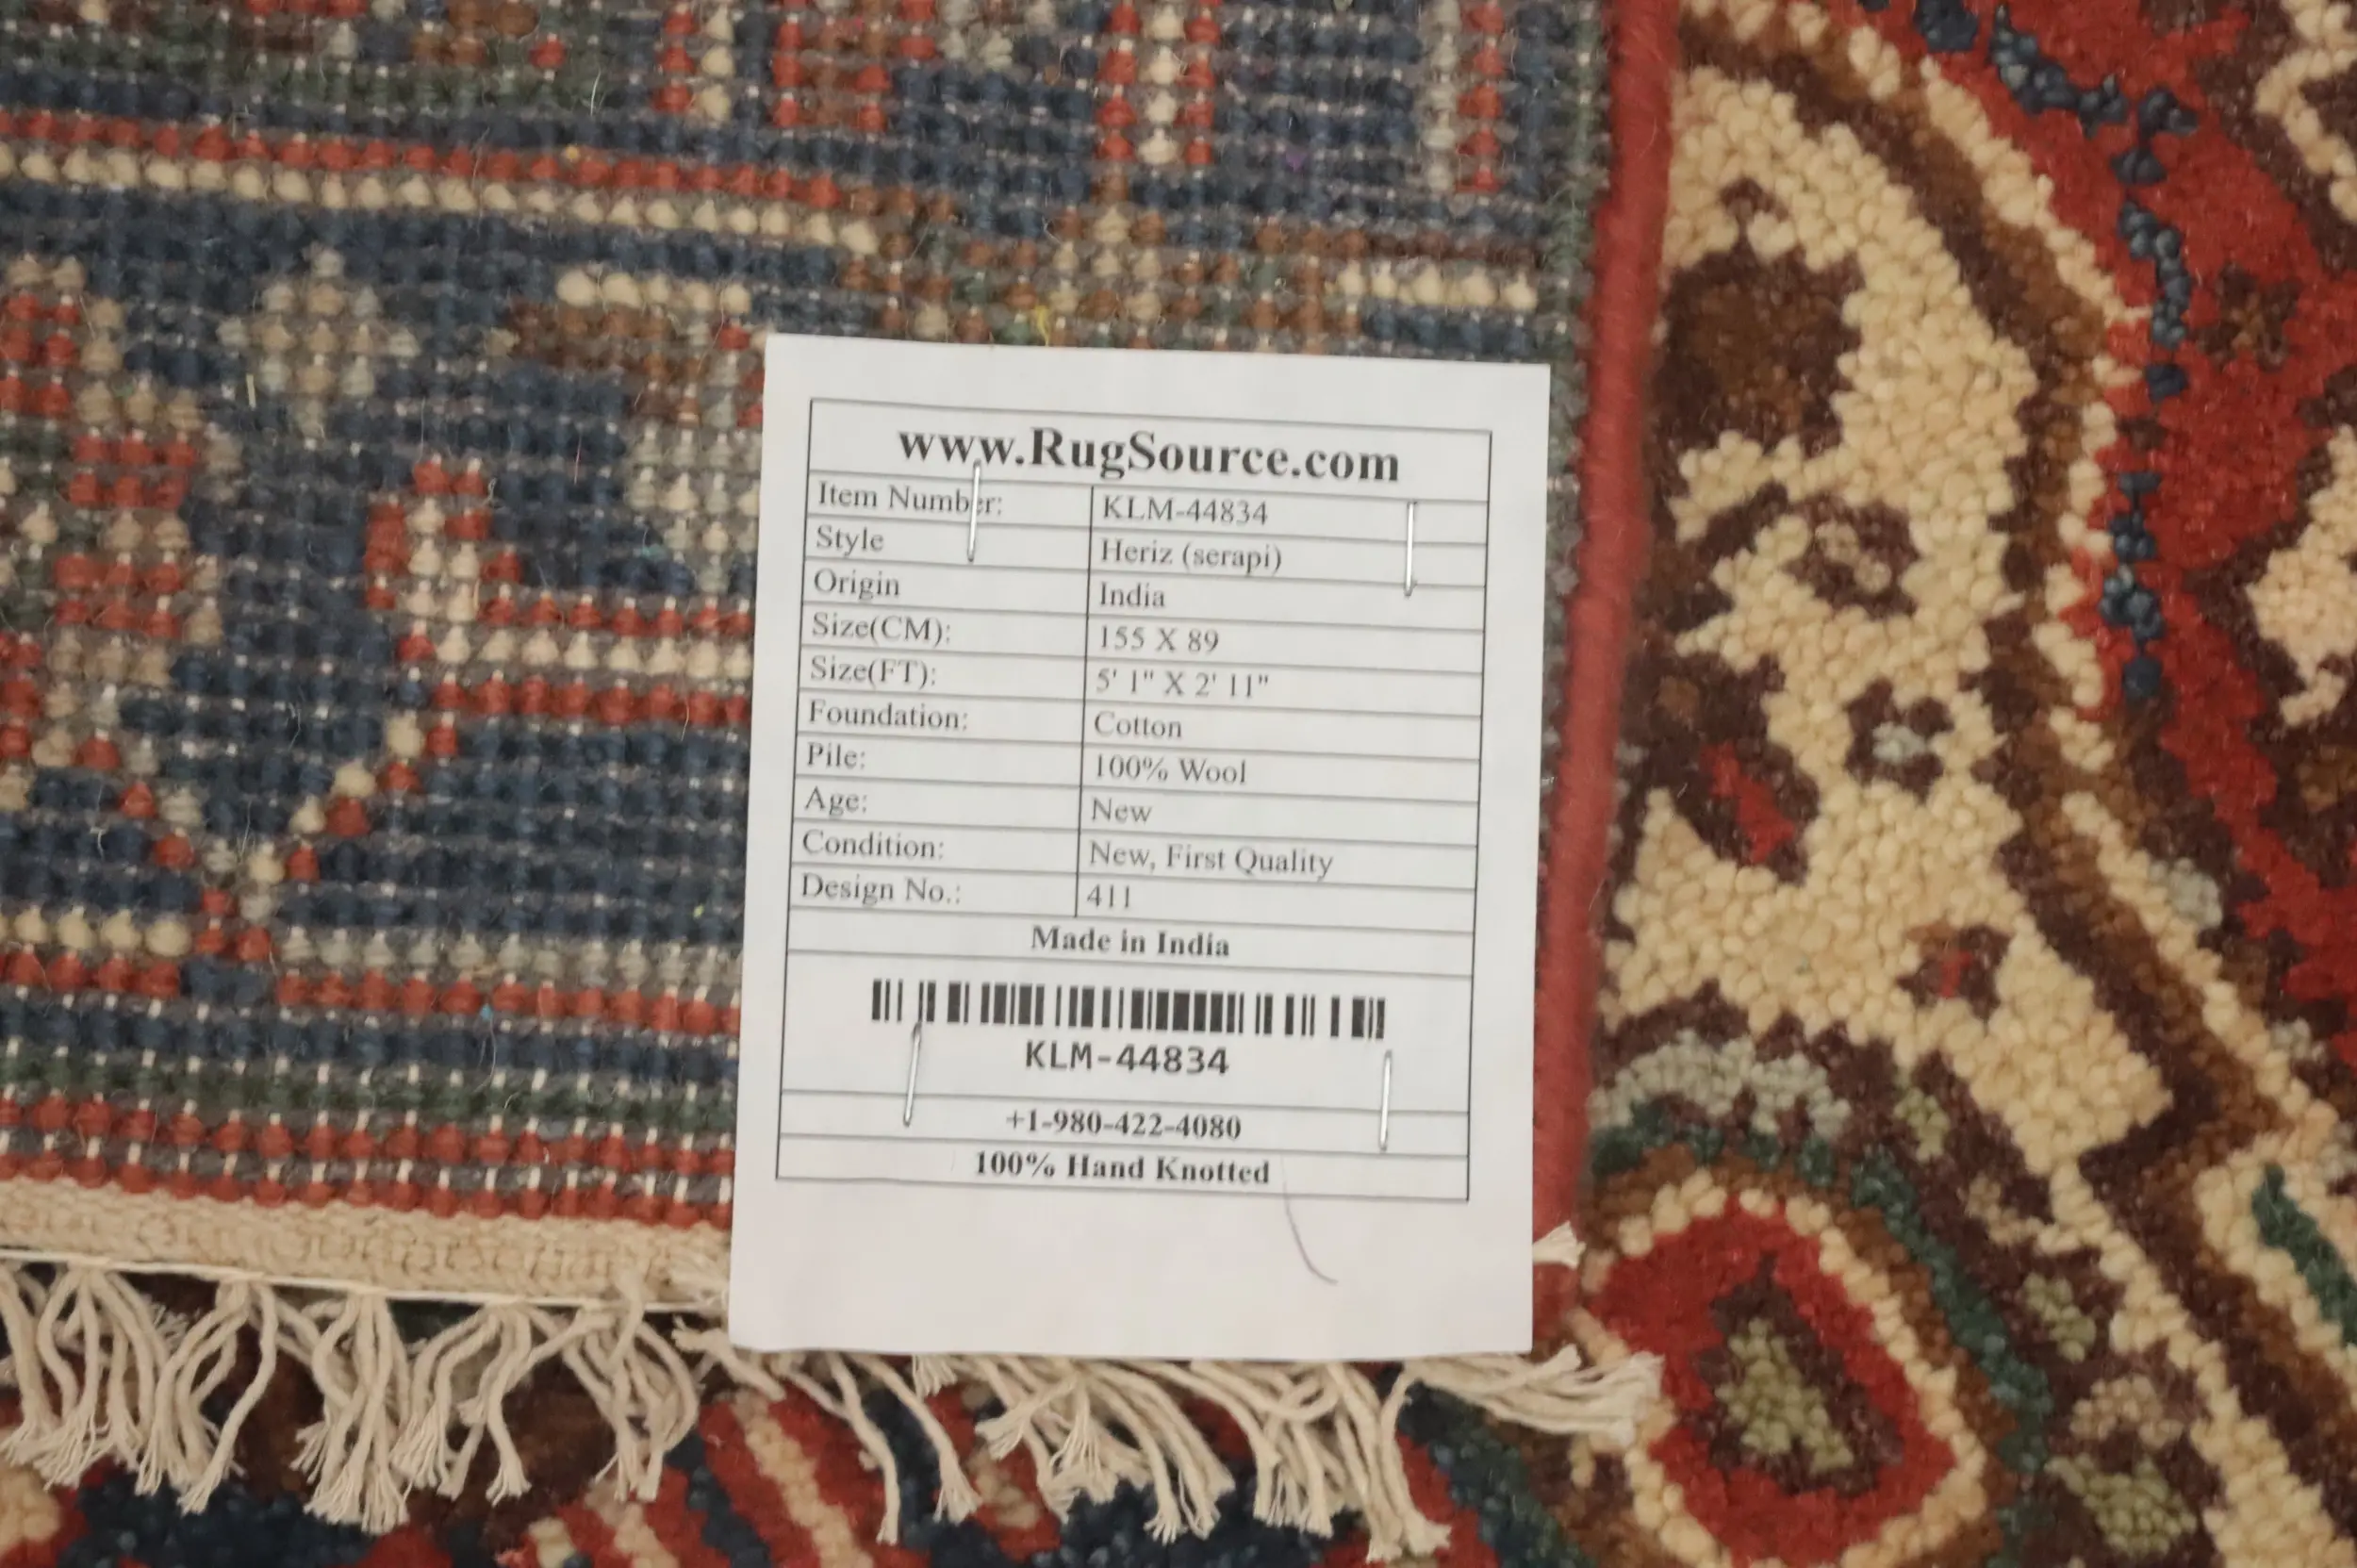 www.RugSource.com
Item Number: KLM-44834
Style Heriz (serapi)
Origin India
Size(CM): 155 X 89
Size(FT): 5' 1" X 2' 11"
Foundation: Cotton
Pile: 100% Wool
Age: New
Condition: New, First Quality
Design No.: 411
Made in India
KLM-44834
+1-980-422-4080
100% Hand Knotted